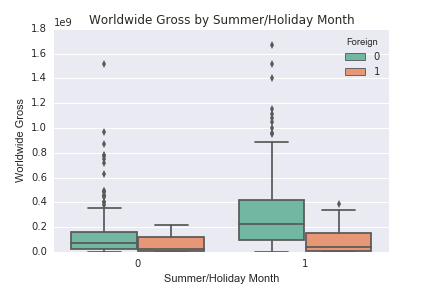 Worldwide Gross by Summer/Holiday Month
1e9
1.8
1.6
1.4
1.2
1.0
0.8
0.6
0.4
0.2
0.0
Worldwide Gross
Foreign
0
1
0 1
Summer/Holiday Month